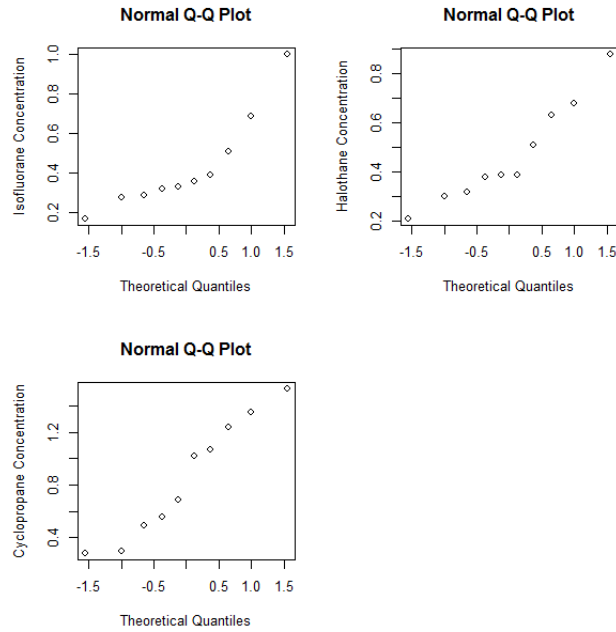 Normal Q-Q Plot
Isofluorane Concentration
1.0
0.8
0.6
0.4
0.2
-1.5 -0.5 0.5 1.0 1.5
Theoretical Quantiles
Normal Q-Q Plot
Halothane Concentration
0.8
0.6
0.4
0.2
-1.5 -0.5 0.5 1.0 1.5
Theoretical Quantiles
Normal Q-Q Plot
Cyclopropane Concentration
1.2
0.8
0.4
-1.5 -0.5 0.5 1.0 1.5
Theoretical Quantiles